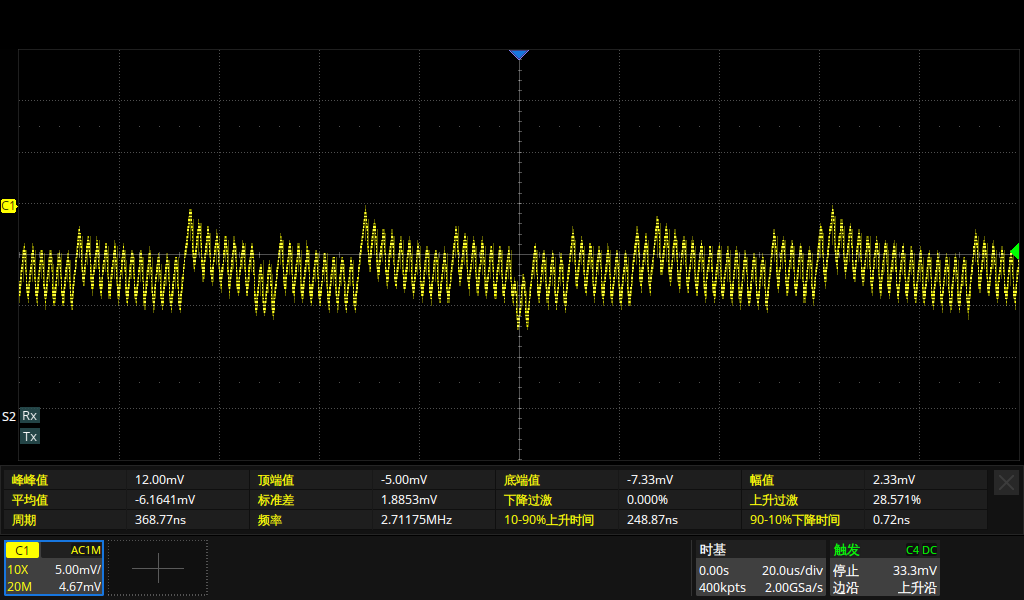 C1
S2 Rx
Tx
峰峰值 12.00mV 顶端值 -5.00mV 底端值 -7.33mV 幅值 2.33mV
平均值 -6.1641mV 标准差 1.8853mV 下降过激 0.000% 上升过激 28.571%
周期 368.77ns 频率 2.71175MHz 10-90%上升时间 248.87ns 90-10%下降时间 0.72ns
C1 AC1M 时基 触发 C4 DC
10X 5.00mV/ 0.00s 20.0us/div 停止 33.3mV
20M 4.67mV 400kpts 2.00GSa/s 边沿 上升沿